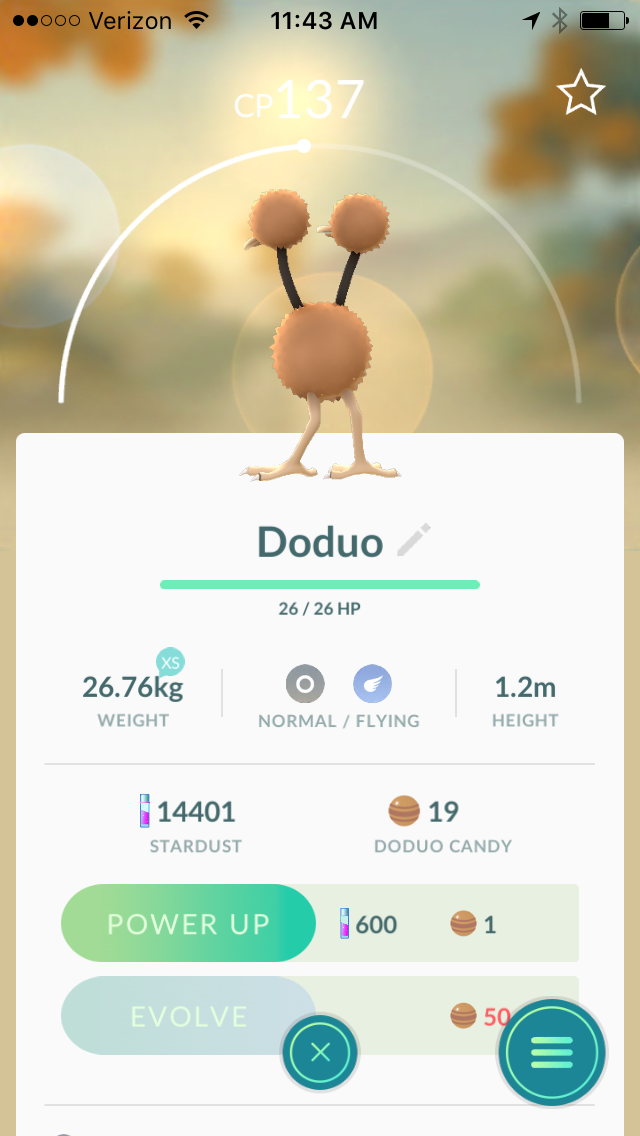 Verizon 11:43 AM
CP137
Doduo
26 / 26 HP
XS
26.76kg 1.2m
WEIGHT NORMAL / FLYING HEIGHT
14401 19
STARDUST DODUO CANDY
POWER UP 600 1
EVOLVE 50